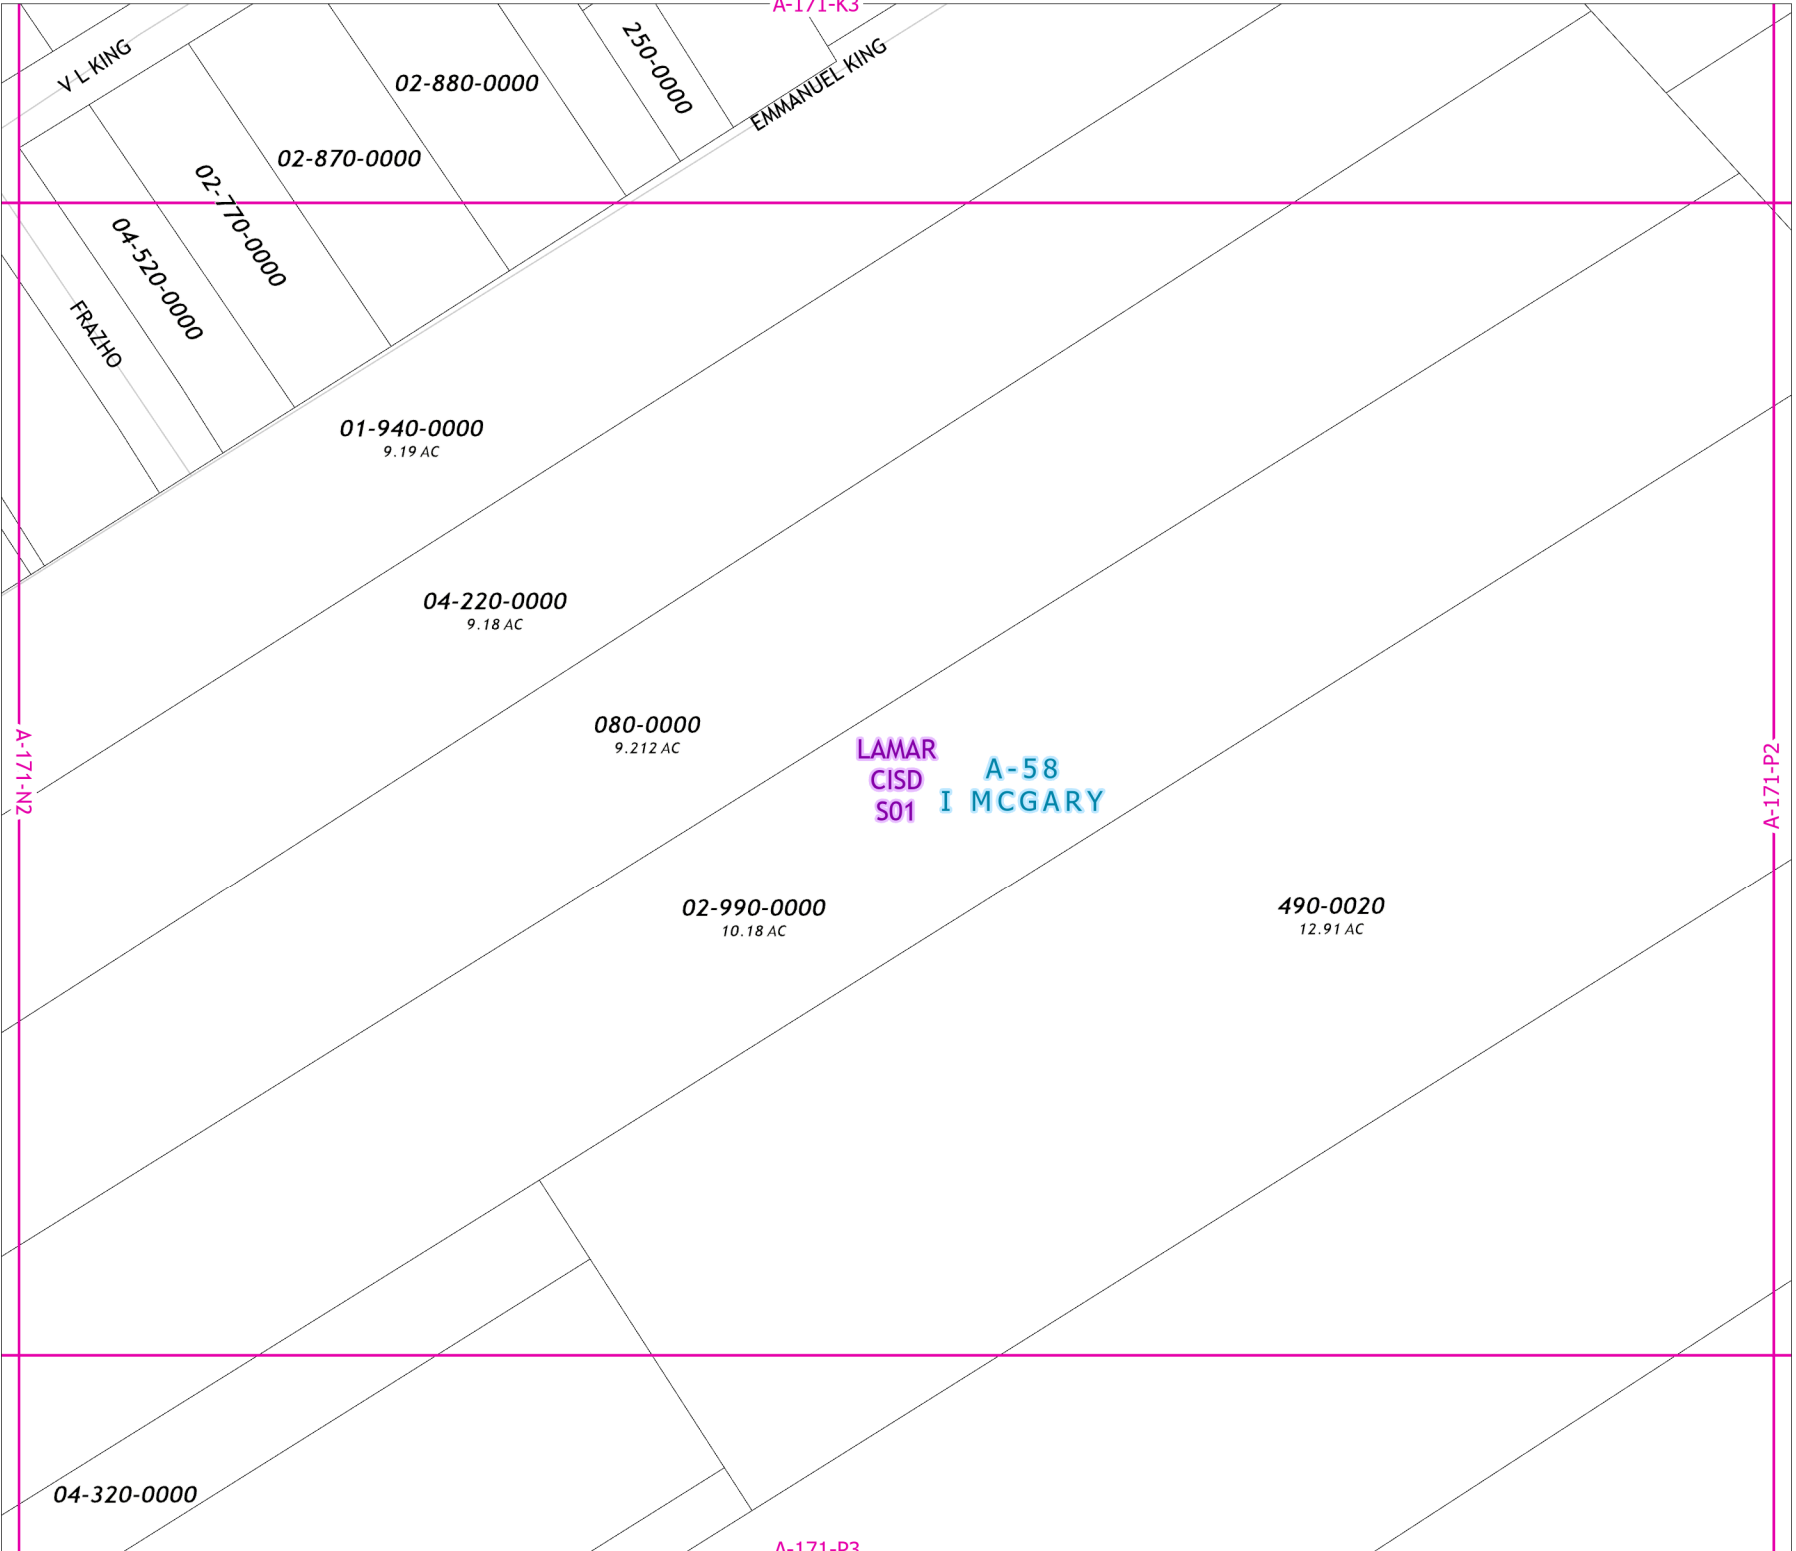 A-171-K3
V L KING
02-880-0000
250-0000
EMMANUEL KING
02-870-0000
02-770-0000
04-520-0000
FRAZHO
01-940-0000
9.19 AC
04-220-0000
9.18 AC
080-0000
9.212 AC
LAMAR
CISD
S01
A-58
I MCGARY
A-171-N2
A-171-P2
02-990-0000
10.18 AC
490-0020
12.91 AC
04-320-0000
A-171-P3